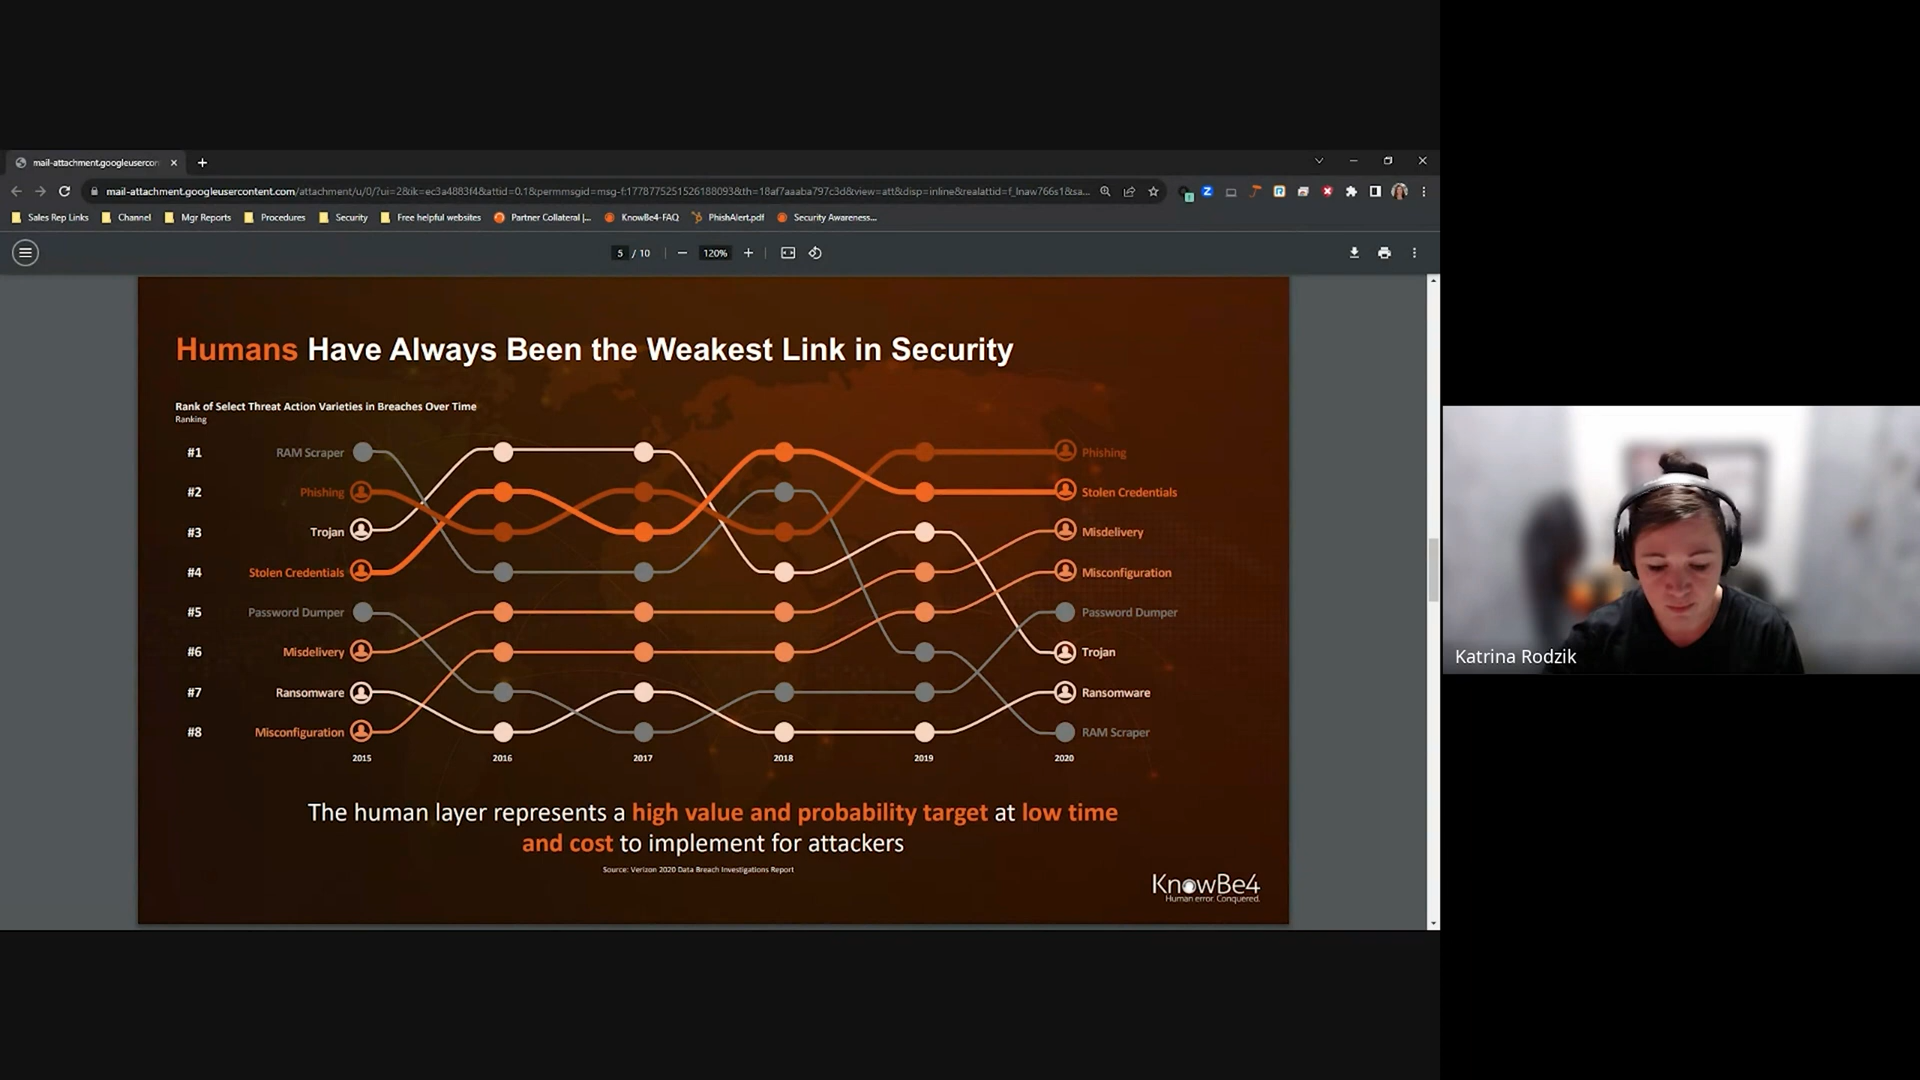 mail-attachment.googleusercon
mail-attachment.googleusercontent.com/attachment/u/0/?ui=2&ik=ec3a4883f4&attid=0.1&permmsgid=msg-f:1778775251526188093&th=18af7aaaba797c3d&view=att&disp=inline&realattid=f_lnaw766s1&sa...
Sales Rep Links Channel Mgr Reports Procedures Security Free helpful websites Partner Collateral |... KnowBe4-FAQ PhishAlert.pdf Security Awareness...
5 / 10 120%
Humans Have Always Been the Weakest Link in Security
Rank of Select Threat Action Varieties in Breaches Over Time
Ranking
#1 RAM Scraper Phishing
#2 Phishing Stolen Credentials
#3 Trojan Misdelivery
#4 Stolen Credentials Misconfiguration
#5 Password Dumper Password Dumper
#6 Misdelivery Trojan
#7 Ransomware Ransomware
#8 Misconfiguration RAM Scraper
2015 2016 2017 2018 2019 2020
The human layer represents a high value and probability target at low time
and cost to implement for attackers
Source: Verizon 2020 Data Breach Investigations Report
KnowBe4
Human error. Conquered.
Katrina Rodzik